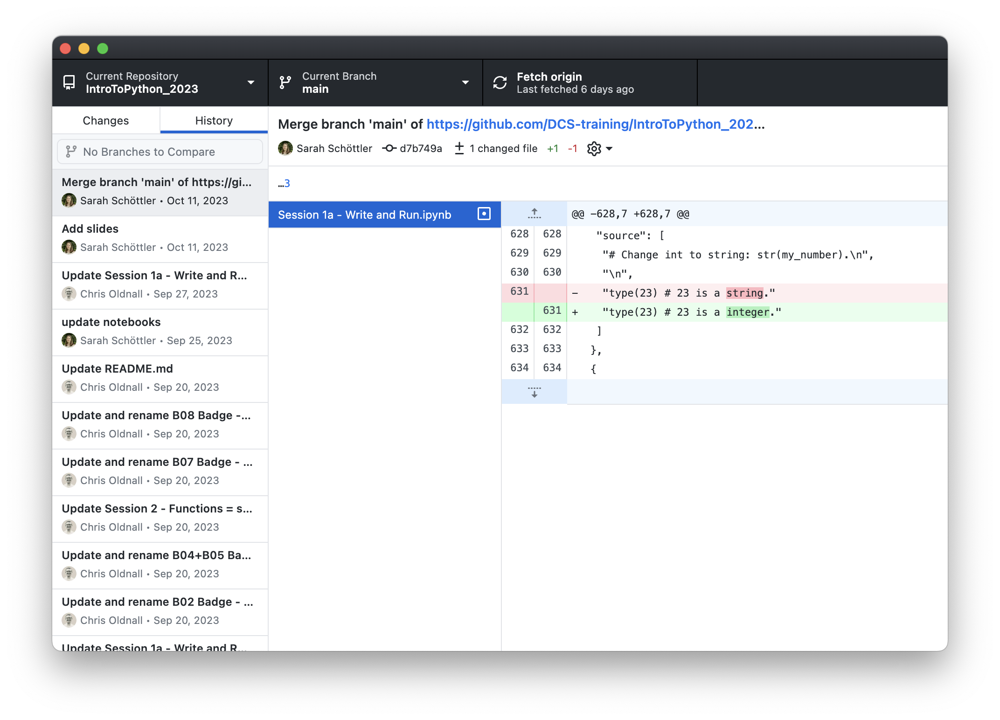 Current Repository
IntroToPython_2023
Current Branch
main
Fetch origin
Last fetched 6 days ago
Changes
History
No Branches to Compare
Merge branch 'main' of https://gi...
Sarah Schöttler • Oct 11, 2023
Add slides
Sarah Schöttler • Oct 11, 2023
Update Session 1a - Write and R...
Chris Oldnall • Sep 27, 2023
update notebooks
Sarah Schöttler • Sep 25, 2023
Update README.md
Chris Oldnall • Sep 20, 2023
Update and rename B08 Badge -...
Chris Oldnall • Sep 20, 2023
Update and rename B07 Badge - ...
Chris Oldnall • Sep 20, 2023
Update Session 2 - Functions = s...
Chris Oldnall • Sep 20, 2023
Update and rename B04+B05 Ba...
Chris Oldnall • Sep 20, 2023
Update and rename B02 Badge - ...
Chris Oldnall • Sep 20, 2023
Update Session 1a - Write and R...
Merge branch 'main' of https://github.com/DCS-training/IntroToPython_202...
Sarah Schöttler d7b749a 1 changed file +1 -1
…3
Session 1a - Write and Run.ipynb
@@ -628,7 +628,7 @@
628 628 "source": [
629 629 "# Change int to string: str(my_number).\n",
630 630 "\n",
631 - "type(23) # 23 is a string."
631 + "type(23) # 23 is a integer."
632 632 ]
633 633 },
634 634 {